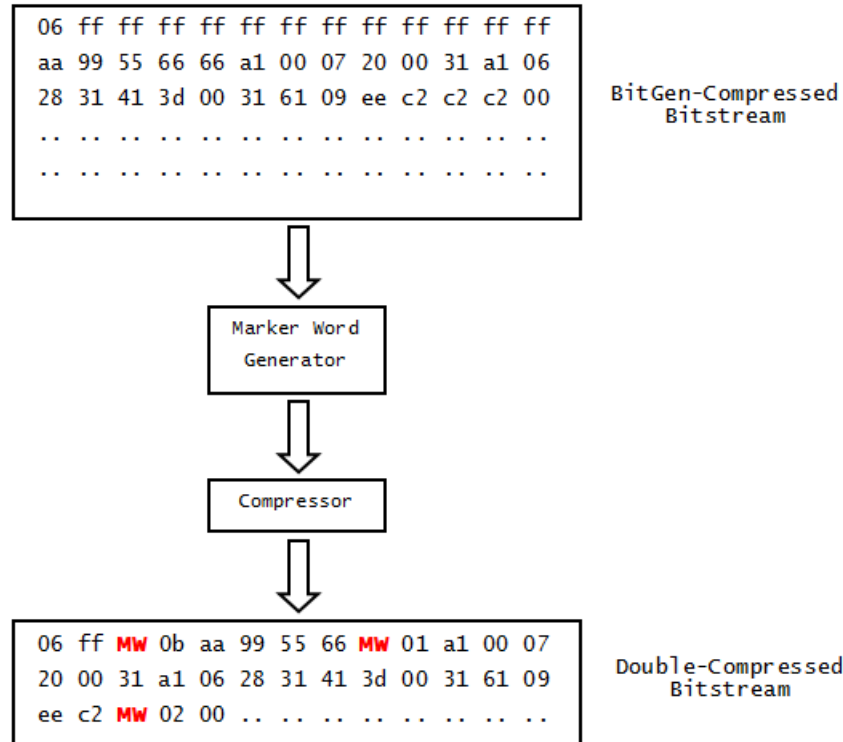 06 ff ff ff ff ff ff ff ff ff ff ff ff
aa 99 55 66 66 a1 00 07 20 00 31 a1 06
28 31 41 3d 00 31 61 09 ee c2 c2 c2 00
.. .. .. .. .. .. .. .. .. .. .. .. ..
.. .. .. .. .. .. .. .. .. .. .. .. ..
BitGen-Compressed
Bitstream
Marker Word
Generator
Compressor
06 ff MW 0b aa 99 55 66 MW 01 a1 00 07
20 00 31 a1 06 28 31 41 3d 00 31 61 09
ee c2 MW 02 00 .. .. .. .. .. .. .. ..
Double-Compressed
Bitstream